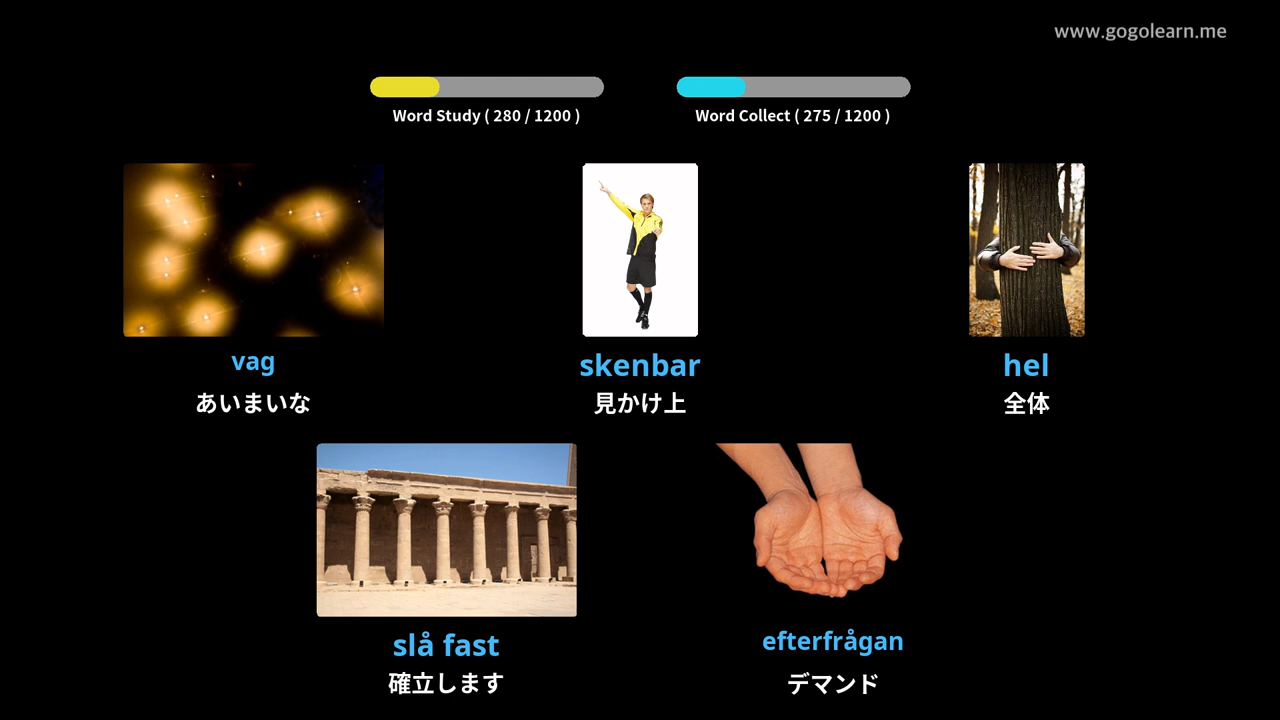 www.gogolearn.me
Word Study ( 280 / 1200 )
Word Collect ( 275 / 1200 )
vag
あいまいな
skenbar
見かけ上
hel
全体
slå fast
確立します
efterfrågan
デマンド